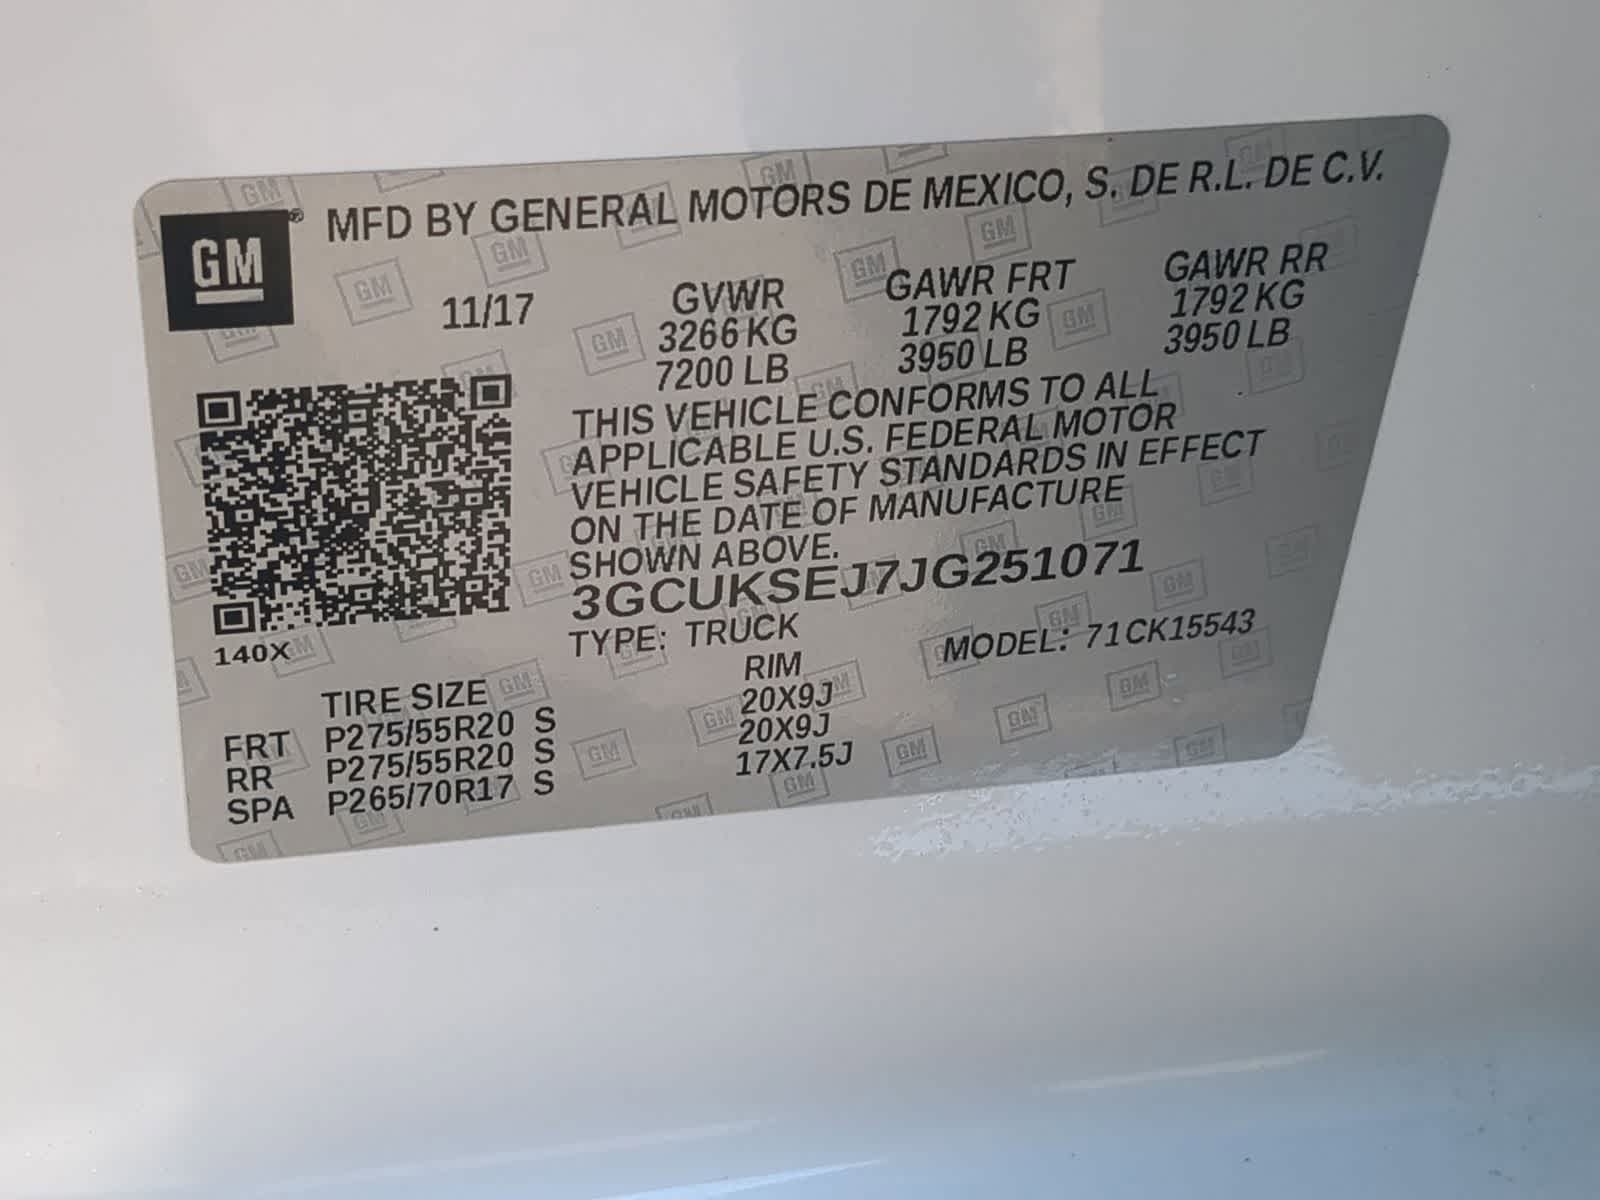 GM® MFD BY GENERAL MOTORS DE MEXICO, S. DE R.L. DE C.V.
11/17 GVWR GAWR FRT GAWR RR
3266 KG 1792 KG 1792 KG
7200 LB 3950 LB 3950 LB
THIS VEHICLE CONFORMS TO ALL
APPLICABLE U.S. FEDERAL MOTOR
VEHICLE SAFETY STANDARDS IN EFFECT
ON THE DATE OF MANUFACTURE
SHOWN ABOVE.
3GCUKSEJ7JG251071
140X
TYPE: TRUCK MODEL: 71CK15543
TIRE SIZE RIM
FRT P275/55R20 S 20X9J
RR P275/55R20 S 20X9J
SPA P265/70R17 S 17X7.5J